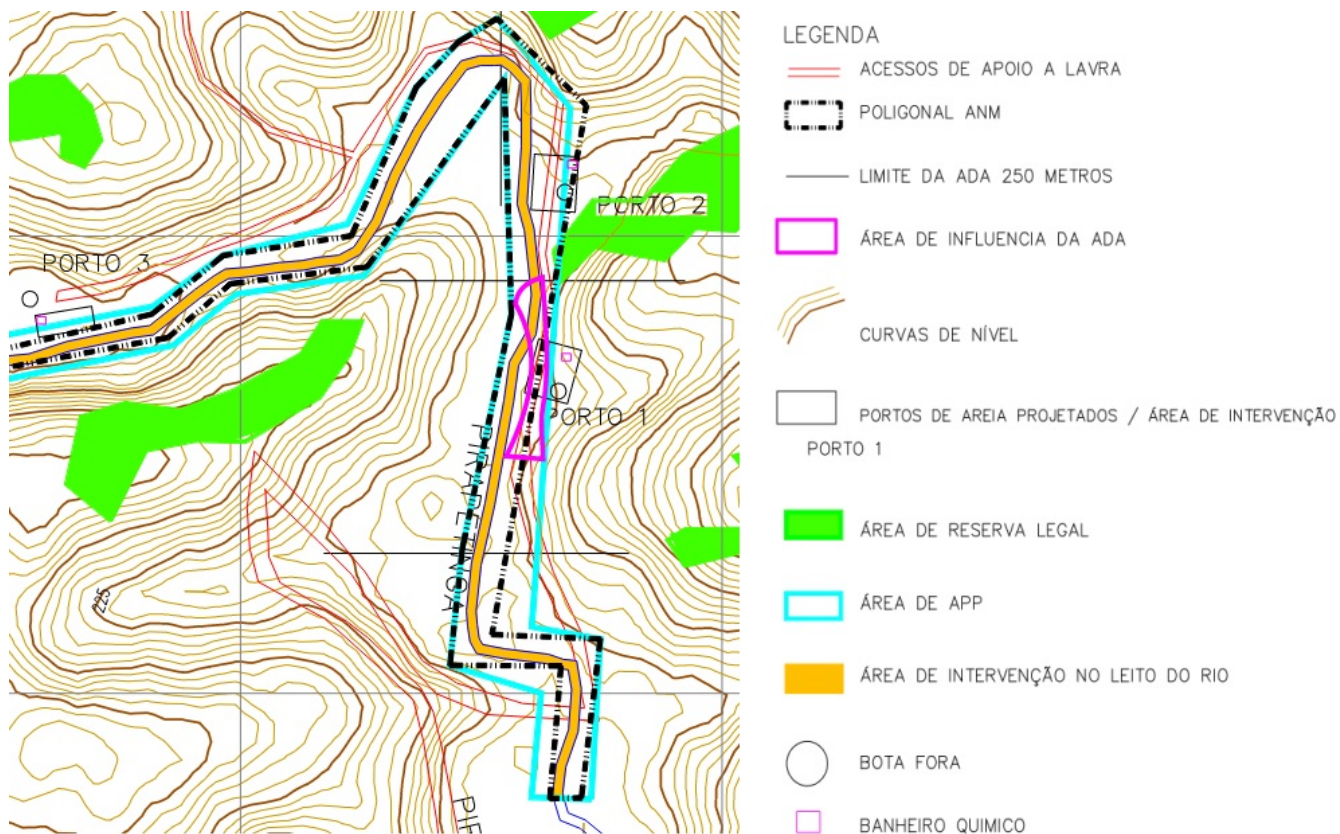 PORTO 3
PORTO 2
PORTO 1
PIRAPETINGA
225
LEGENDA
ACESSOS DE APOIO A LAVRA
POLIGONAL ANM
LIMITE DA ADA 250 METROS
ÁREA DE INFLUENCIA DA ADA
CURVAS DE NÍVEL
PORTOS DE AREIA PROJETADOS / ÁREA DE INTERVENÇÃO
PORTO 1
ÁREA DE RESERVA LEGAL
ÁREA DE APP
ÁREA DE INTERVENÇÃO NO LEITO DO RIO
BOTA FORA
BANHEIRO QUIMICO